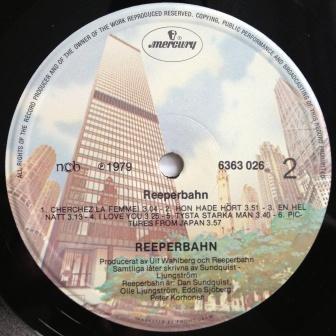 ALL RIGHTS OF THE RECORD PRODUCER AND OF THE OWNER OF THE WORK REPRODUCED RESERVED. COPYING, PUBLIC PERFORMANCE AND BROADCASTING OF THIS RECORD
mercury
ncb ℗1979 6363 026 2
Reeperbahn
1. CHERCHEZ LA FEMME! 3.04 - 2. HON HADE HÖRT 3.51 - 3. EN HEL
NATT 3.13 - 4. I LOVE YOU 3.25 - 5. TYSTA STARKA MAN 3.40 - 6. PIC-
TURES FROM JAPAN 3.57
REEPERBAHN
Producerat av Ulf Wahlberg och Reeperbahn
Samtliga låter skrivna av Sundquist -
Ljungström
Reeperbahn är: Dan Sundquist,
Olle Ljungström, Eddie Sjöberg,
Peter Korhonen